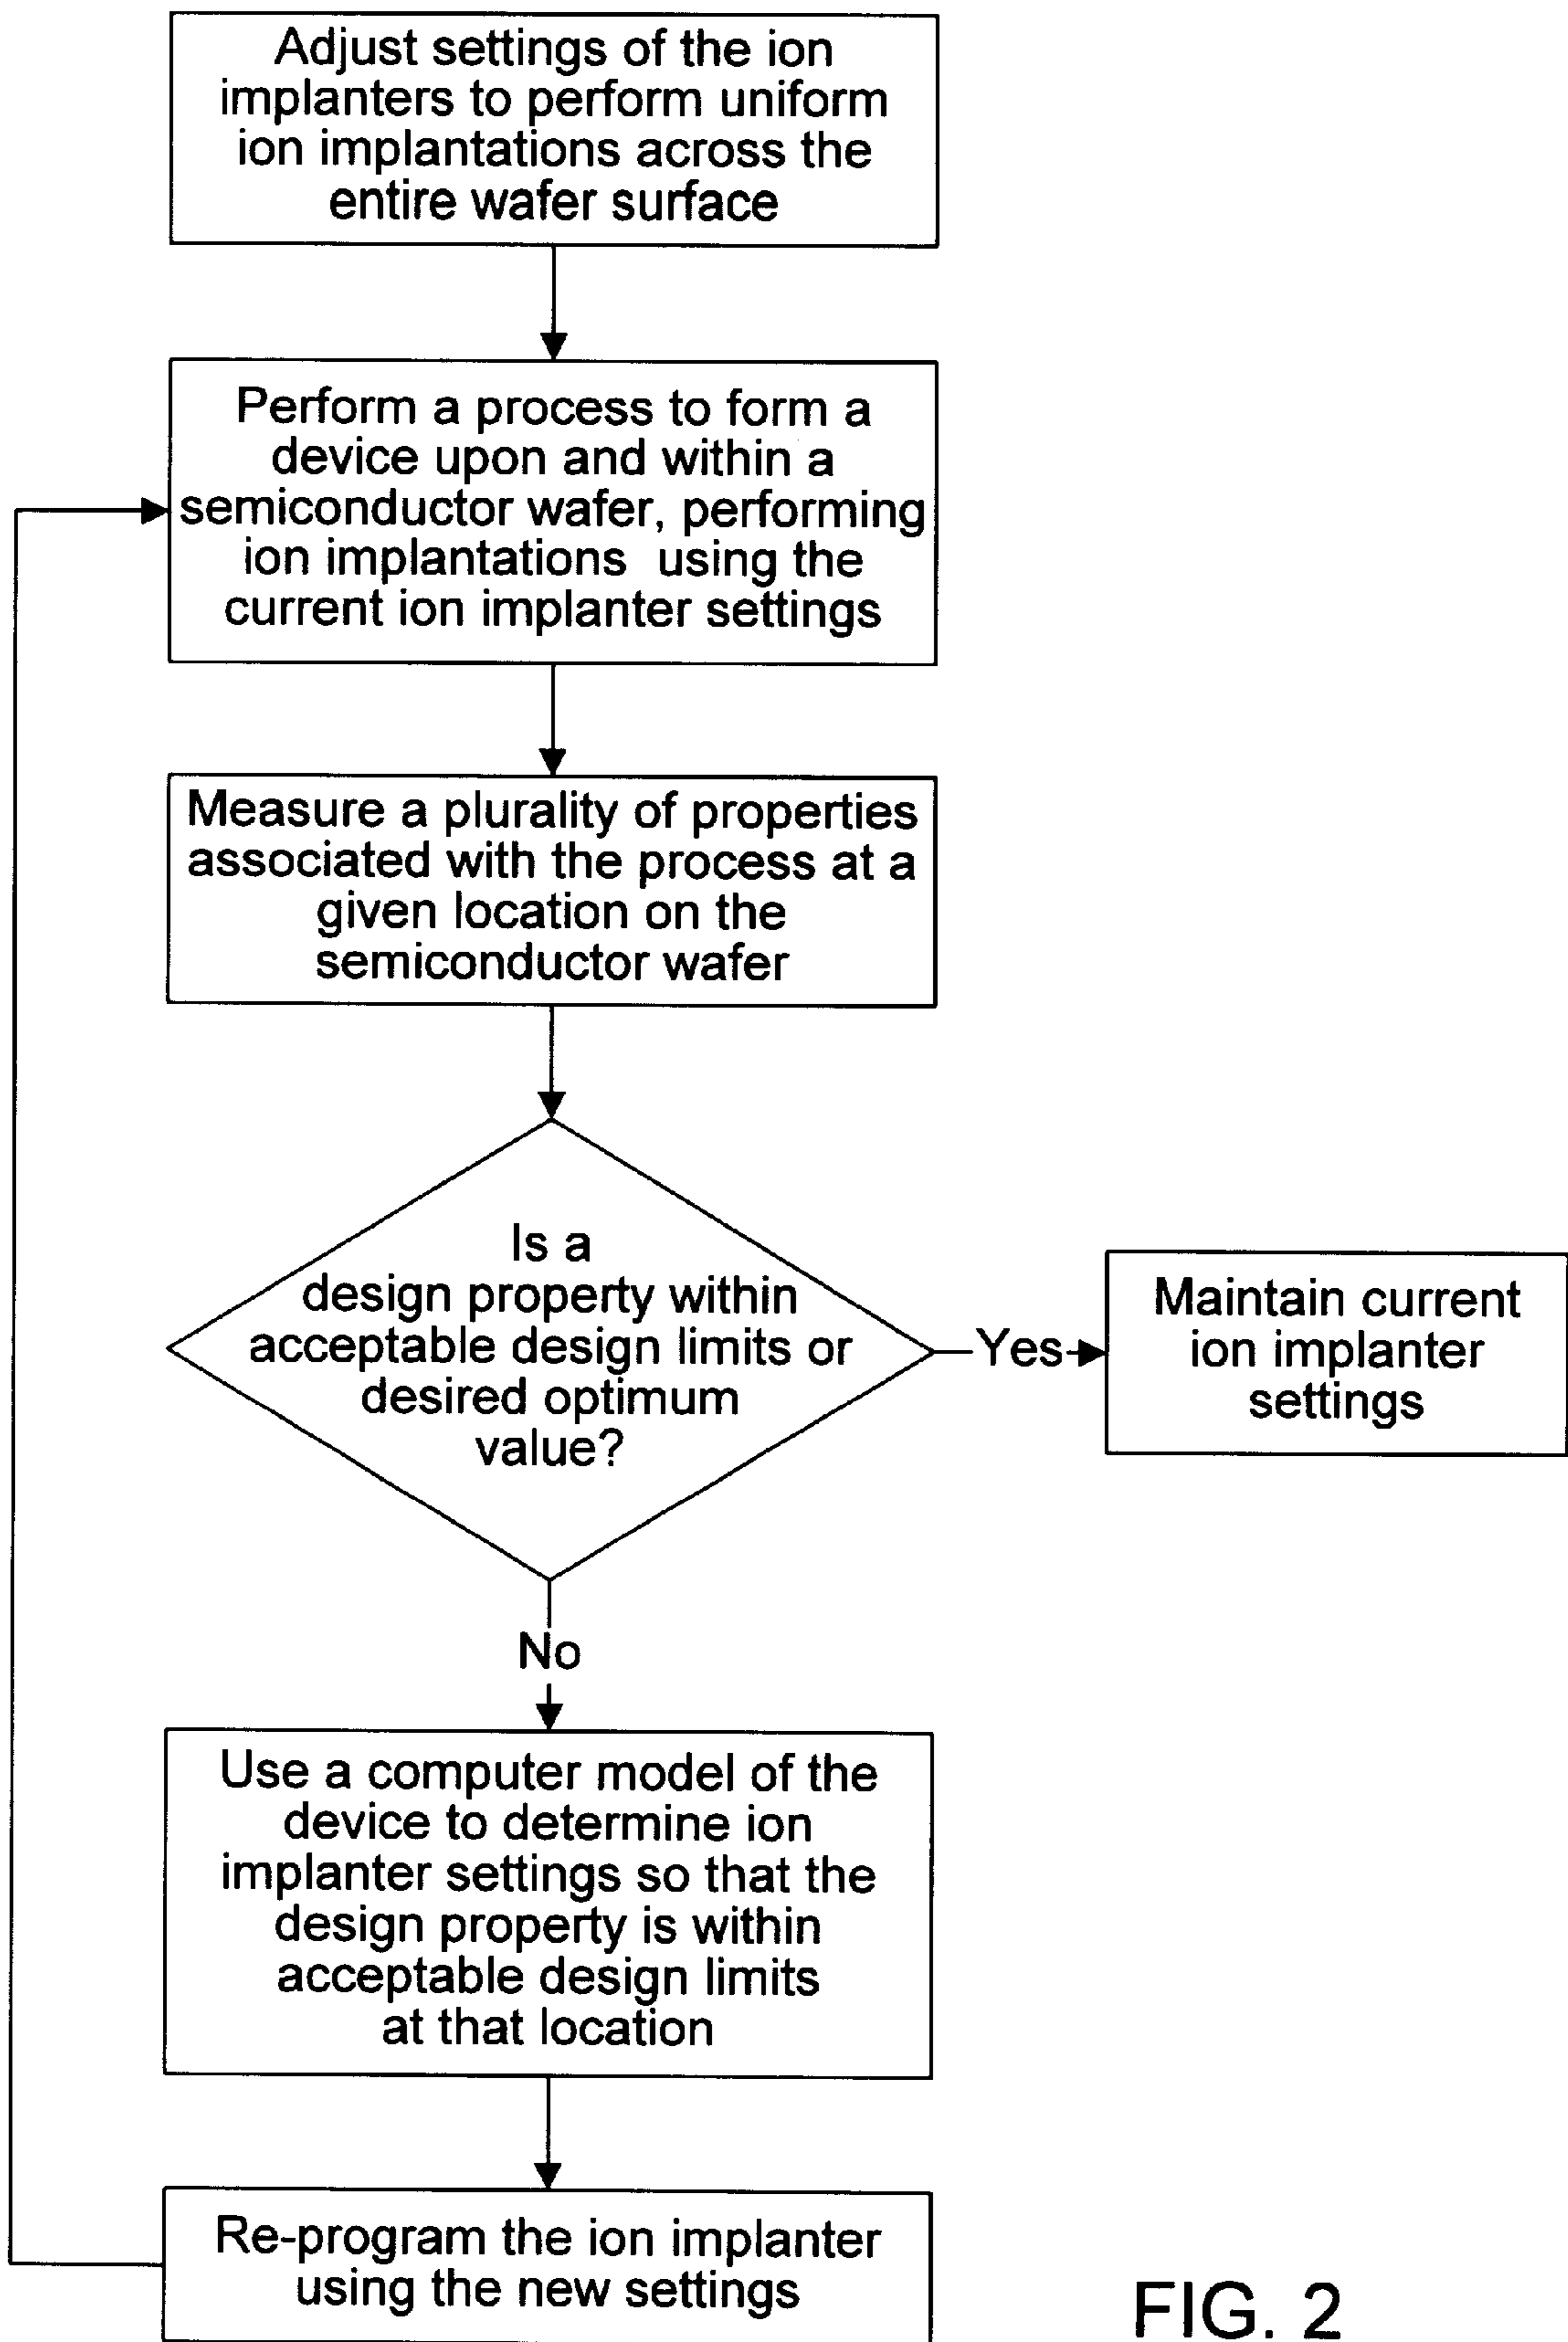 Adjust settings of the ion
implanters to perform uniform
ion implantations across the
entire wafer surface
Perform a process to form a
device upon and within a
semiconductor wafer, performing
ion implantations using the
current ion implanter settings
Measure a plurality of properties
associated with the process at a
given location on the
semiconductor wafer
Is a
design property within
acceptable design limits or
desired optimum
value?
Yes
Maintain current
ion implanter
settings
No
Use a computer model of the
device to determine ion
implanter settings so that the
design property is within
acceptable design limits
at that location
Re-program the ion implanter
using the new settings
FIG. 2